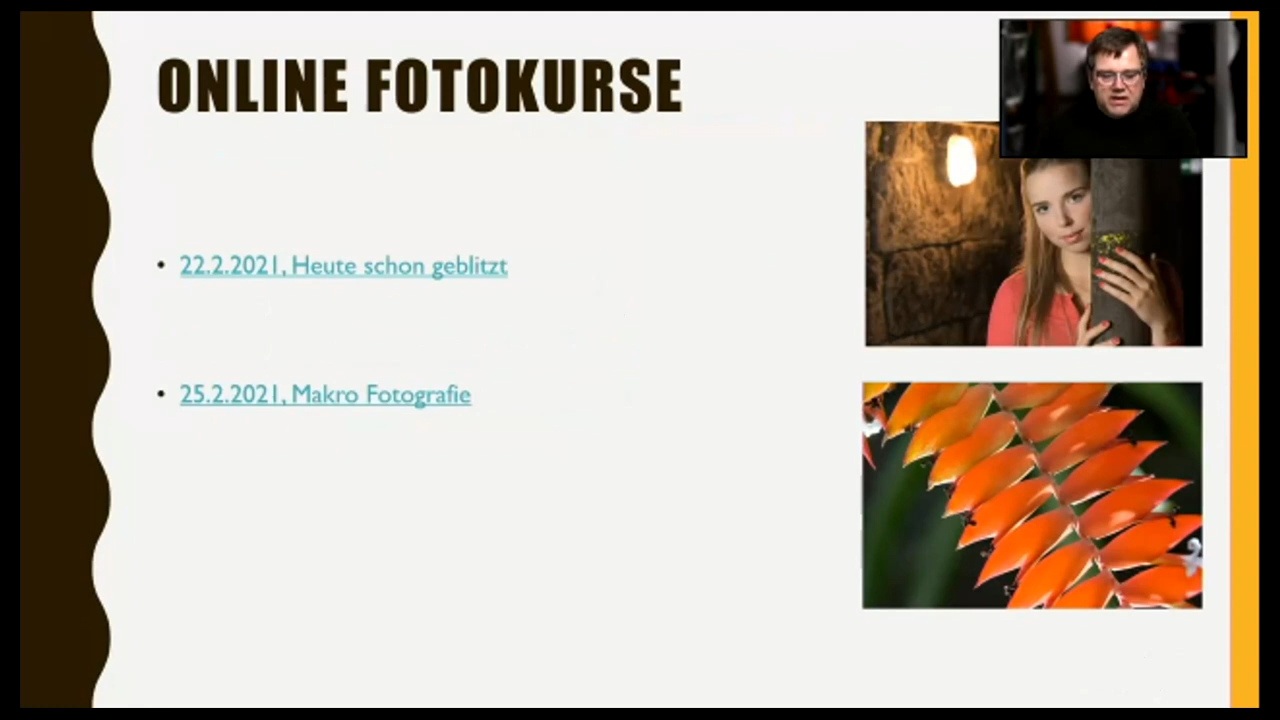 ONLINE FOTOKURSE
• 22.2.2021, Heute schon geblitzt
• 25.2.2021, Makro Fotografie